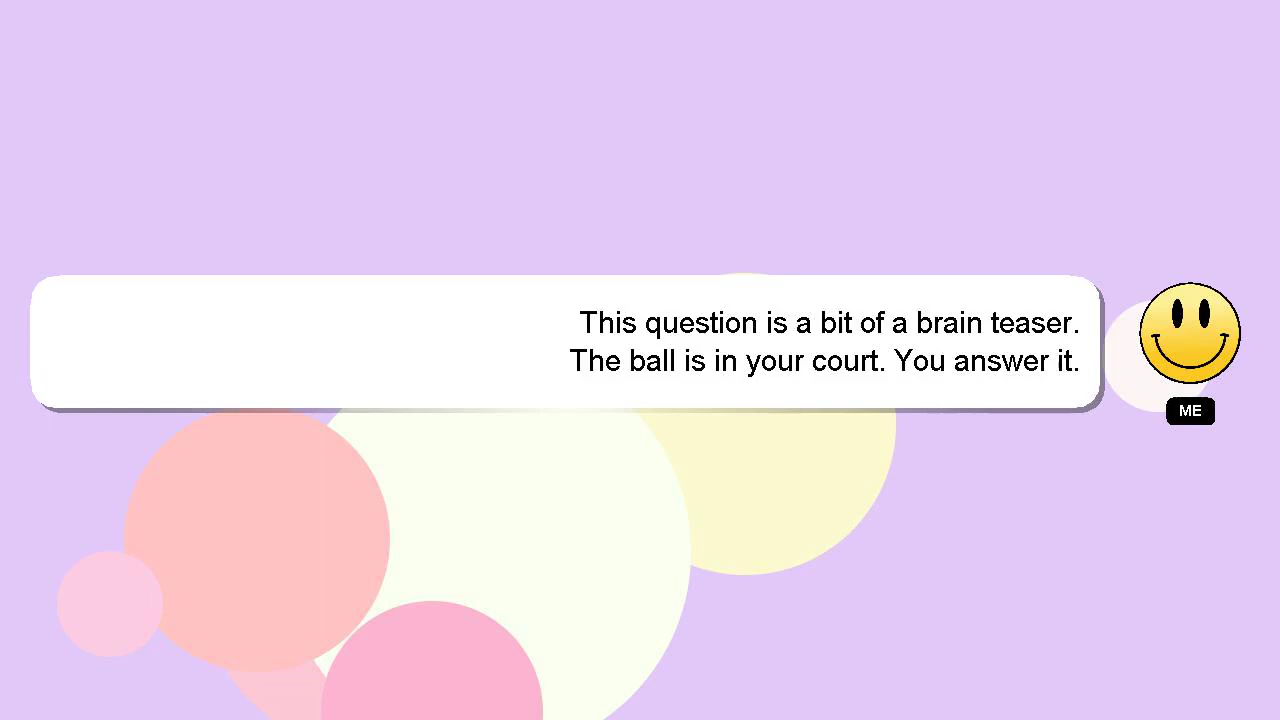 This question is a bit of a brain teaser.
The ball is in your court. You answer it.
ME